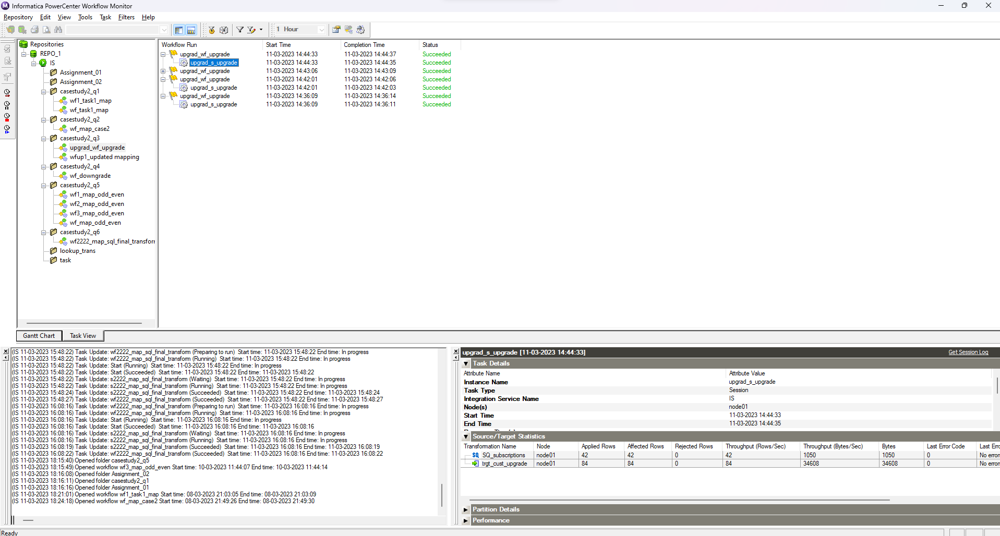 Informatica PowerCenter Workflow Monitor
Repository Edit View Tools Task Filters Help
1 Hour
Repositories
REPO_1
IS
Assignment_01
Assignment_02
casestudy2_q1
wf1_task1_map
wf_task1_map
casestudy2_q2
wf_map_case2
casestudy2_q3
upgrad_wf_upgrade
wfup1_updated mapping
casestudy2_q4
wf_downgrade
casestudy2_q5
wf1_map_odd_even
wf2_map_odd_even
wf3_map_odd_even
wf_map_odd_even
casestudy2_q6
wf2222_map_sql_final_transforr
lookup_trans
task
Workflow Run Start Time Completion Time Status
upgrad_wf_upgrade 11-03-2023 14:44:33 11-03-2023 14:44:37 Succeeded
upgrad_s_upgrade 11-03-2023 14:44:33 11-03-2023 14:44:35 Succeeded
upgrad_wf_upgrade 11-03-2023 14:43:06 11-03-2023 14:43:09 Succeeded
upgrad_wf_upgrade 11-03-2023 14:42:01 11-03-2023 14:42:06 Succeeded
upgrad_s_upgrade 11-03-2023 14:42:01 11-03-2023 14:42:03 Succeeded
upgrad_wf_upgrade 11-03-2023 14:36:09 11-03-2023 14:36:14 Succeeded
upgrad_s_upgrade 11-03-2023 14:36:09 11-03-2023 14:36:11 Succeeded
Gantt Chart Task View
(IS 11-03-2023 15:48:22) Task Update: wf2222_map_sql_final_transform (Preparing to run) Start time: 11-03-2023 15:48:22 End time: In progress
(IS 11-03-2023 15:48:22) Task Update: wf2222_map_sql_final_transform (Running) Start time: 11-03-2023 15:48:22 End time: In progress
(IS 11-03-2023 15:48:22) Task Update: Start (Running) Start time: 11-03-2023 15:48:22 End time: In progress
(IS 11-03-2023 15:48:22) Task Update: Start (Succeeded) Start time: 11-03-2023 15:48:22 End time: 11-03-2023 15:48:22
(IS 11-03-2023 15:48:22) Task Update: s2222_map_sql_final_transform (Waiting) Start time: 11-03-2023 15:48:22 End time: In progress
(IS 11-03-2023 15:48:22) Task Update: s2222_map_sql_final_transform (Running) Start time: 11-03-2023 15:48:22 End time: In progress
(IS 11-03-2023 15:48:24) Task Update: s2222_map_sql_final_transform (Succeeded) Start time: 11-03-2023 15:48:22 End time: 11-03-2023 15:48:24
(IS 11-03-2023 15:48:27) Task Update: wf2222_map_sql_final_transform (Succeeded) Start time: 11-03-2023 15:48:22 End time: 11-03-2023 15:48:27
(IS 11-03-2023 16:08:16) Task Update: wf2222_map_sql_final_transform (Preparing to run) Start time: 11-03-2023 16:08:16 End time: In progress
(IS 11-03-2023 16:08:16) Task Update: wf2222_map_sql_final_transform (Running) Start time: 11-03-2023 16:08:16 End time: In progress
(IS 11-03-2023 16:08:16) Task Update: Start (Running) Start time: 11-03-2023 16:08:16 End time: In progress
(IS 11-03-2023 16:08:16) Task Update: Start (Succeeded) Start time: 11-03-2023 16:08:16 End time: 11-03-2023 16:08:16
(IS 11-03-2023 16:08:16) Task Update: s2222_map_sql_final_transform (Waiting) Start time: 11-03-2023 16:08:16 End time: In progress
(IS 11-03-2023 16:08:16) Task Update: s2222_map_sql_final_transform (Running) Start time: 11-03-2023 16:08:16 End time: In progress
(IS 11-03-2023 16:08:19) Task Update: s2222_map_sql_final_transform (Succeeded) Start time: 11-03-2023 16:08:16 End time: 11-03-2023 16:08:19
(IS 11-03-2023 16:08:22) Task Update: wf2222_map_sql_final_transform (Succeeded) Start time: 11-03-2023 16:08:16 End time: 11-03-2023 16:08:22
(IS 11-03-2023 18:15:40) Opened folder casestudy2_q5
(IS 11-03-2023 18:15:49) Opened workflow wf3_map_odd_even Start time: 10-03-2023 11:44:07 End time: 10-03-2023 11:44:14
(IS 11-03-2023 18:16:08) Opened folder Assignment_02
(IS 11-03-2023 18:16:11) Opened folder casestudy2_q1
(IS 11-03-2023 18:16:16) Opened folder Assignment_01
(IS 11-03-2023 18:21:01) Opened workflow wf1_task1_map Start time: 08-03-2023 21:03:05 End time: 08-03-2023 21:03:09
(IS 11-03-2023 18:24:18) Opened workflow wf_map_case2 Start time: 08-03-2023 21:49:26 End time: 08-03-2023 21:49:30
upgrad_s_upgrade [11-03-2023 14:44:33] Get Session Log
Task Details
Attribute Name Attribute Value
Instance Name upgrad_s_upgrade
Task Type Session
Integration Service Name IS
Node(s) node01
Start Time 11-03-2023 14:44:33
End Time 11-03-2023 14:44:35
Source/Target Statistics
Transformation Name Node Applied Rows Affected Rows Rejected Rows Throughput (Rows/Sec) Throughput (Bytes/Sec) Bytes Last Error Code Last Erro
SQ SQ_subscriptions node01 42 42 0 42 1050 1050 0 No errors
trgt_cust_upgrade node01 84 84 0 84 34608 34608 0 No errors
Partition Details
Performance
Ready